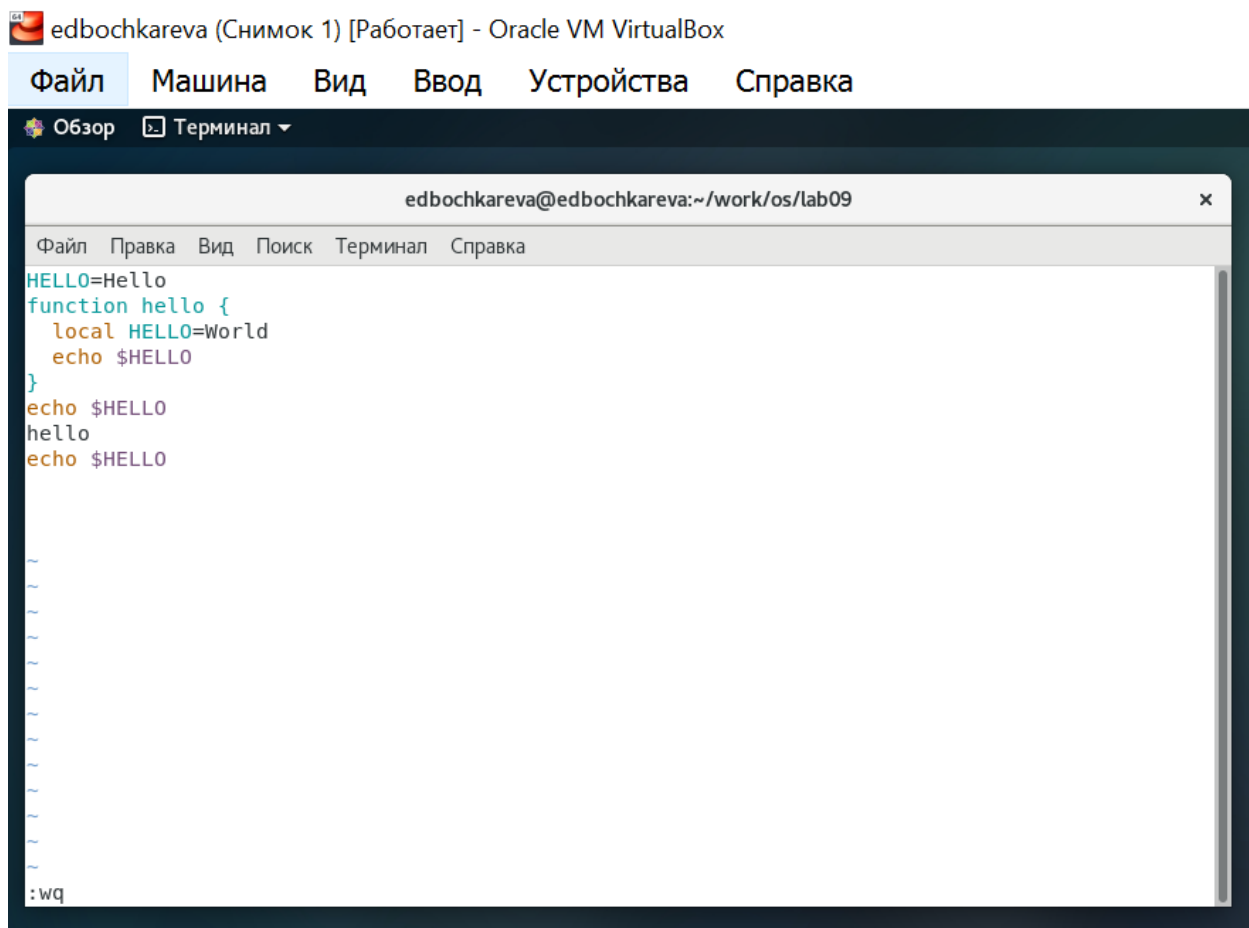 64
edbochkareva (Снимок 1) [Работает] - Oracle VM VirtualBox
Файл Машина Вид Ввод Устройства Справка
Обзор Терминал
edbochkareva@edbochkareva:~/work/os/lab09 ×
Файл Правка Вид Поиск Терминал Справка
HELLO=Hello
function hello {
  local HELLO=World
  echo $HELLO
}
echo $HELLO
hello
echo $HELLO
~
~
~
~
~
~
~
~
~
~
~
~
~
:wq